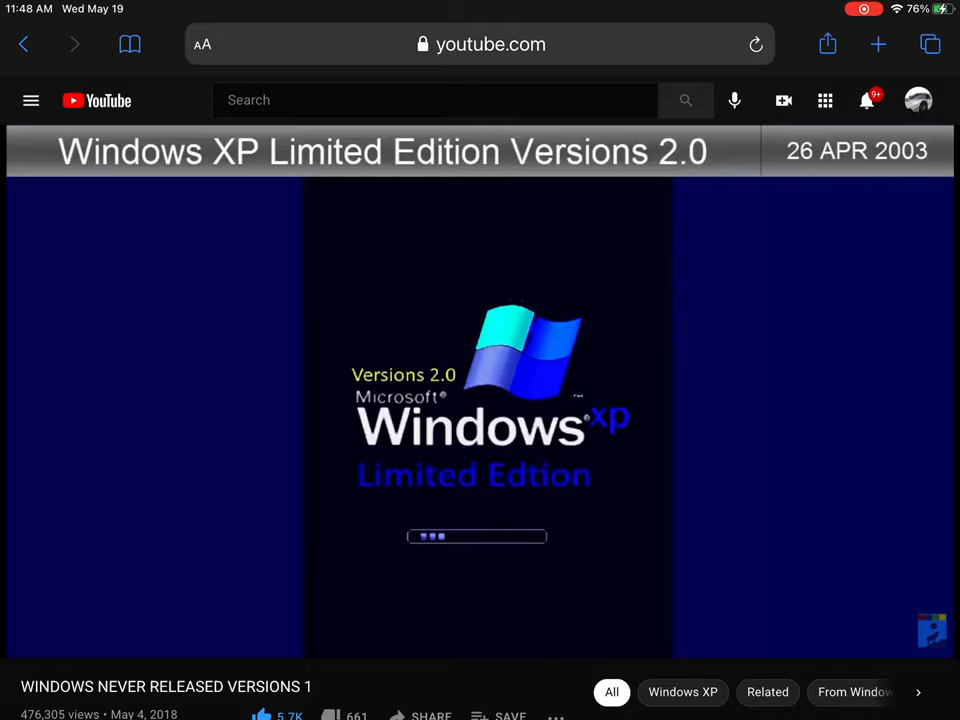 11:48 AM Wed May 19
76%
AA
youtube.com
YouTube
Search
9+
Windows XP Limited Edition Versions 2.0
26 APR 2003
Versions 2.0
Microsoft®
™
Windows® xp
Limited Edtion
WINDOWS NEVER RELEASED VERSIONS 1
All
Windows XP
Related
From Window
476,305 views • May 4, 2018
5.7K
661
SHARE
SAVE